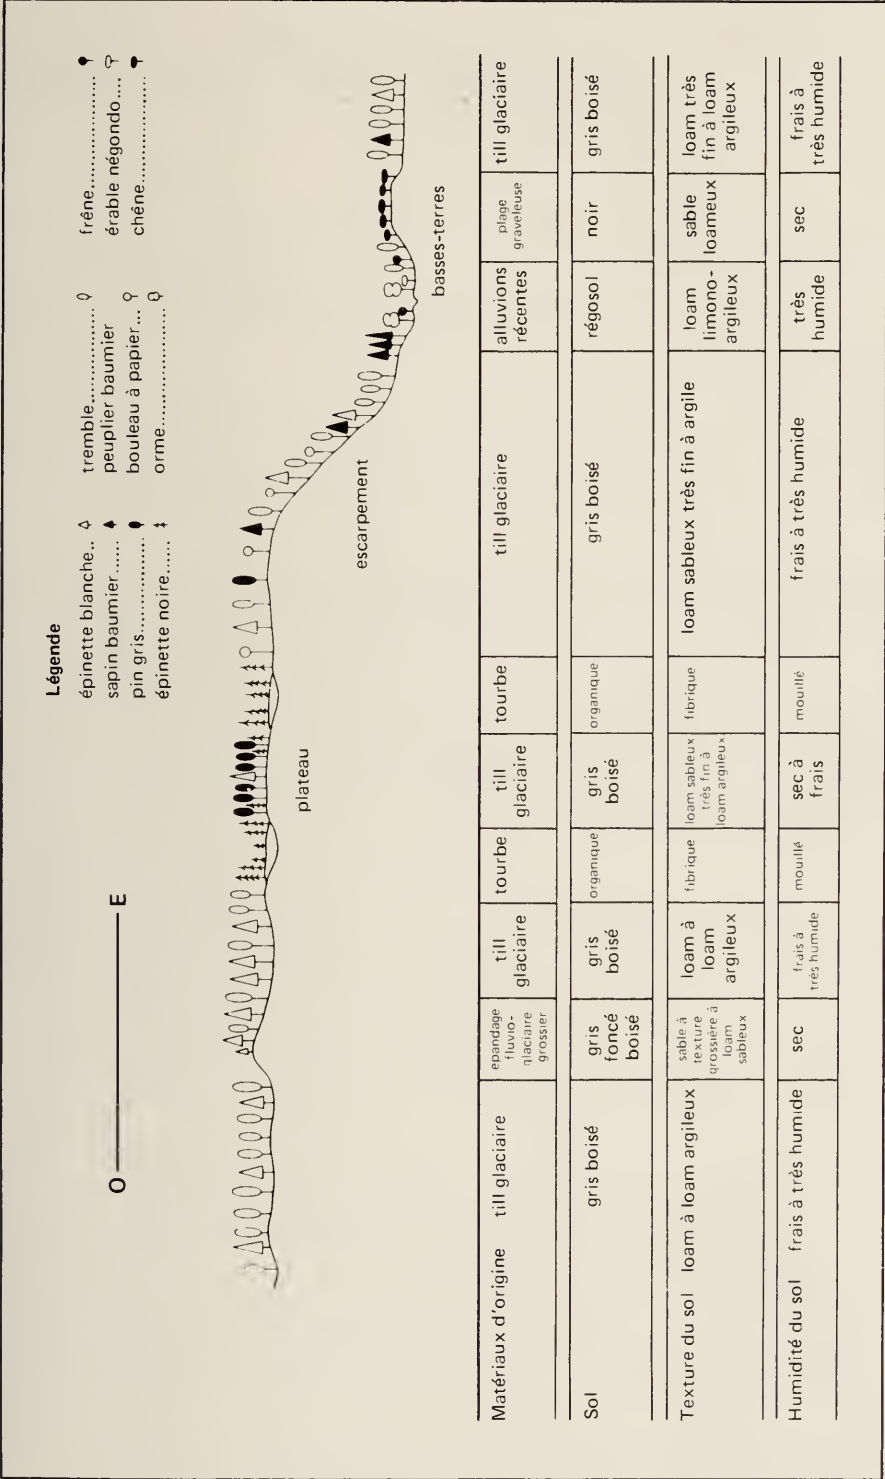 Légende
épinette blanche..
sapin baumier......
pin gris.................
épinette noire.......
tremble.................
peuplier baumier
bouleau à papier...
orme.....................
frêne.....................
érable négondo....
chêne.....................
O E
plateau
escarpement
basses-terres
Matériaux d'origine
till glaciaire
epandage
fluvio-
glaciaire
grossier
till
glaciaire
tourbe
till
glaciaire
tourbe
till glaciaire
alluvions
récentes
plage
graveleuse
till glaciaire
Sol
gris boisé
gris
foncé
boisé
gris
boisé
organique
gris
boisé
organique
gris boisé
régosol
noir
gris boisé
Texture du sol
loam à loam argileux
sable à
texture
grossière à
loam
sableux
loam à
loam
argileux
fibrique
loam sableux
très fin à
loam argileux
fibrique
loam sableux très fin à argile
loam
limono-
argileux
sable
loameux
loam très
fin à loam
argileux
Humidité du sol
frais à très humide
sec
frais à
très humide
mouillé
sec à
frais
mouillé
frais à très humide
très
humide
sec
frais à
très humide